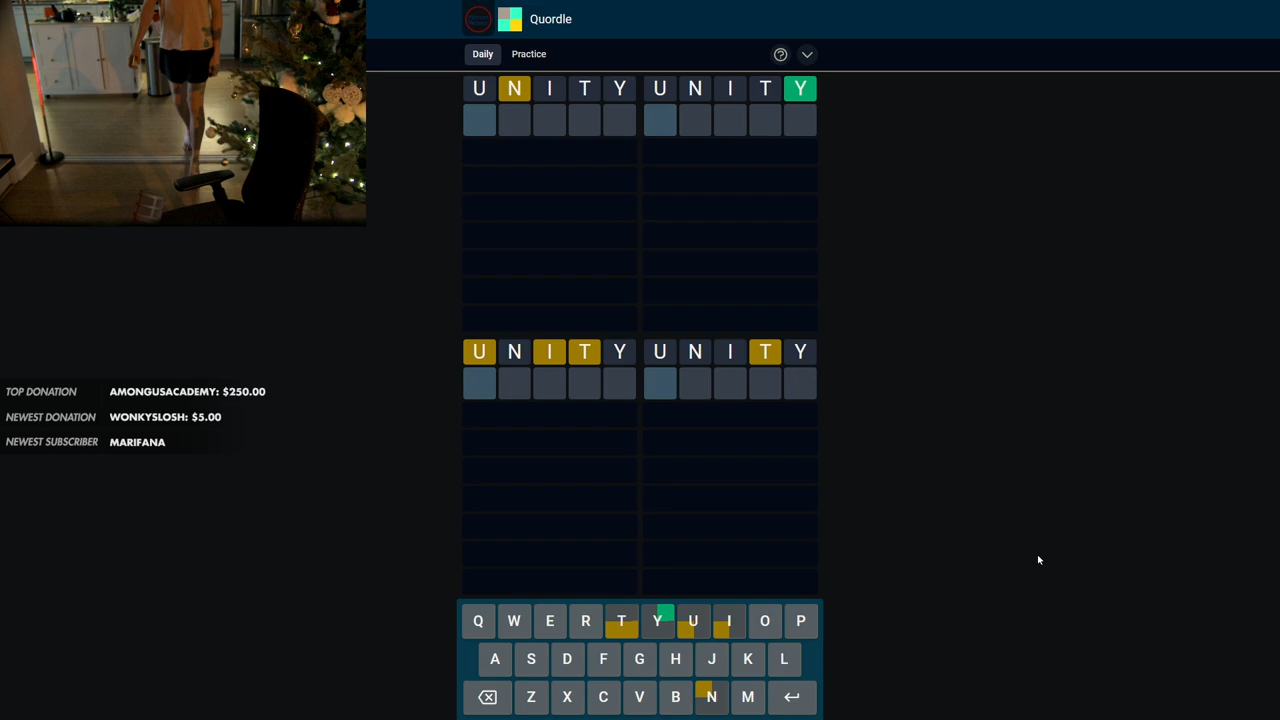 Quordle
Daily Practice
U N I T Y U N I T Y
U N I T Y U N I T Y
TOP DONATION AMONGUSACADEMY: $250.00
NEWEST DONATION WONKYSLOSH: $5.00
NEWEST SUBSCRIBER MARIFANA
Q W E R T Y U I O P
A S D F G H J K L
Z X C V B N M